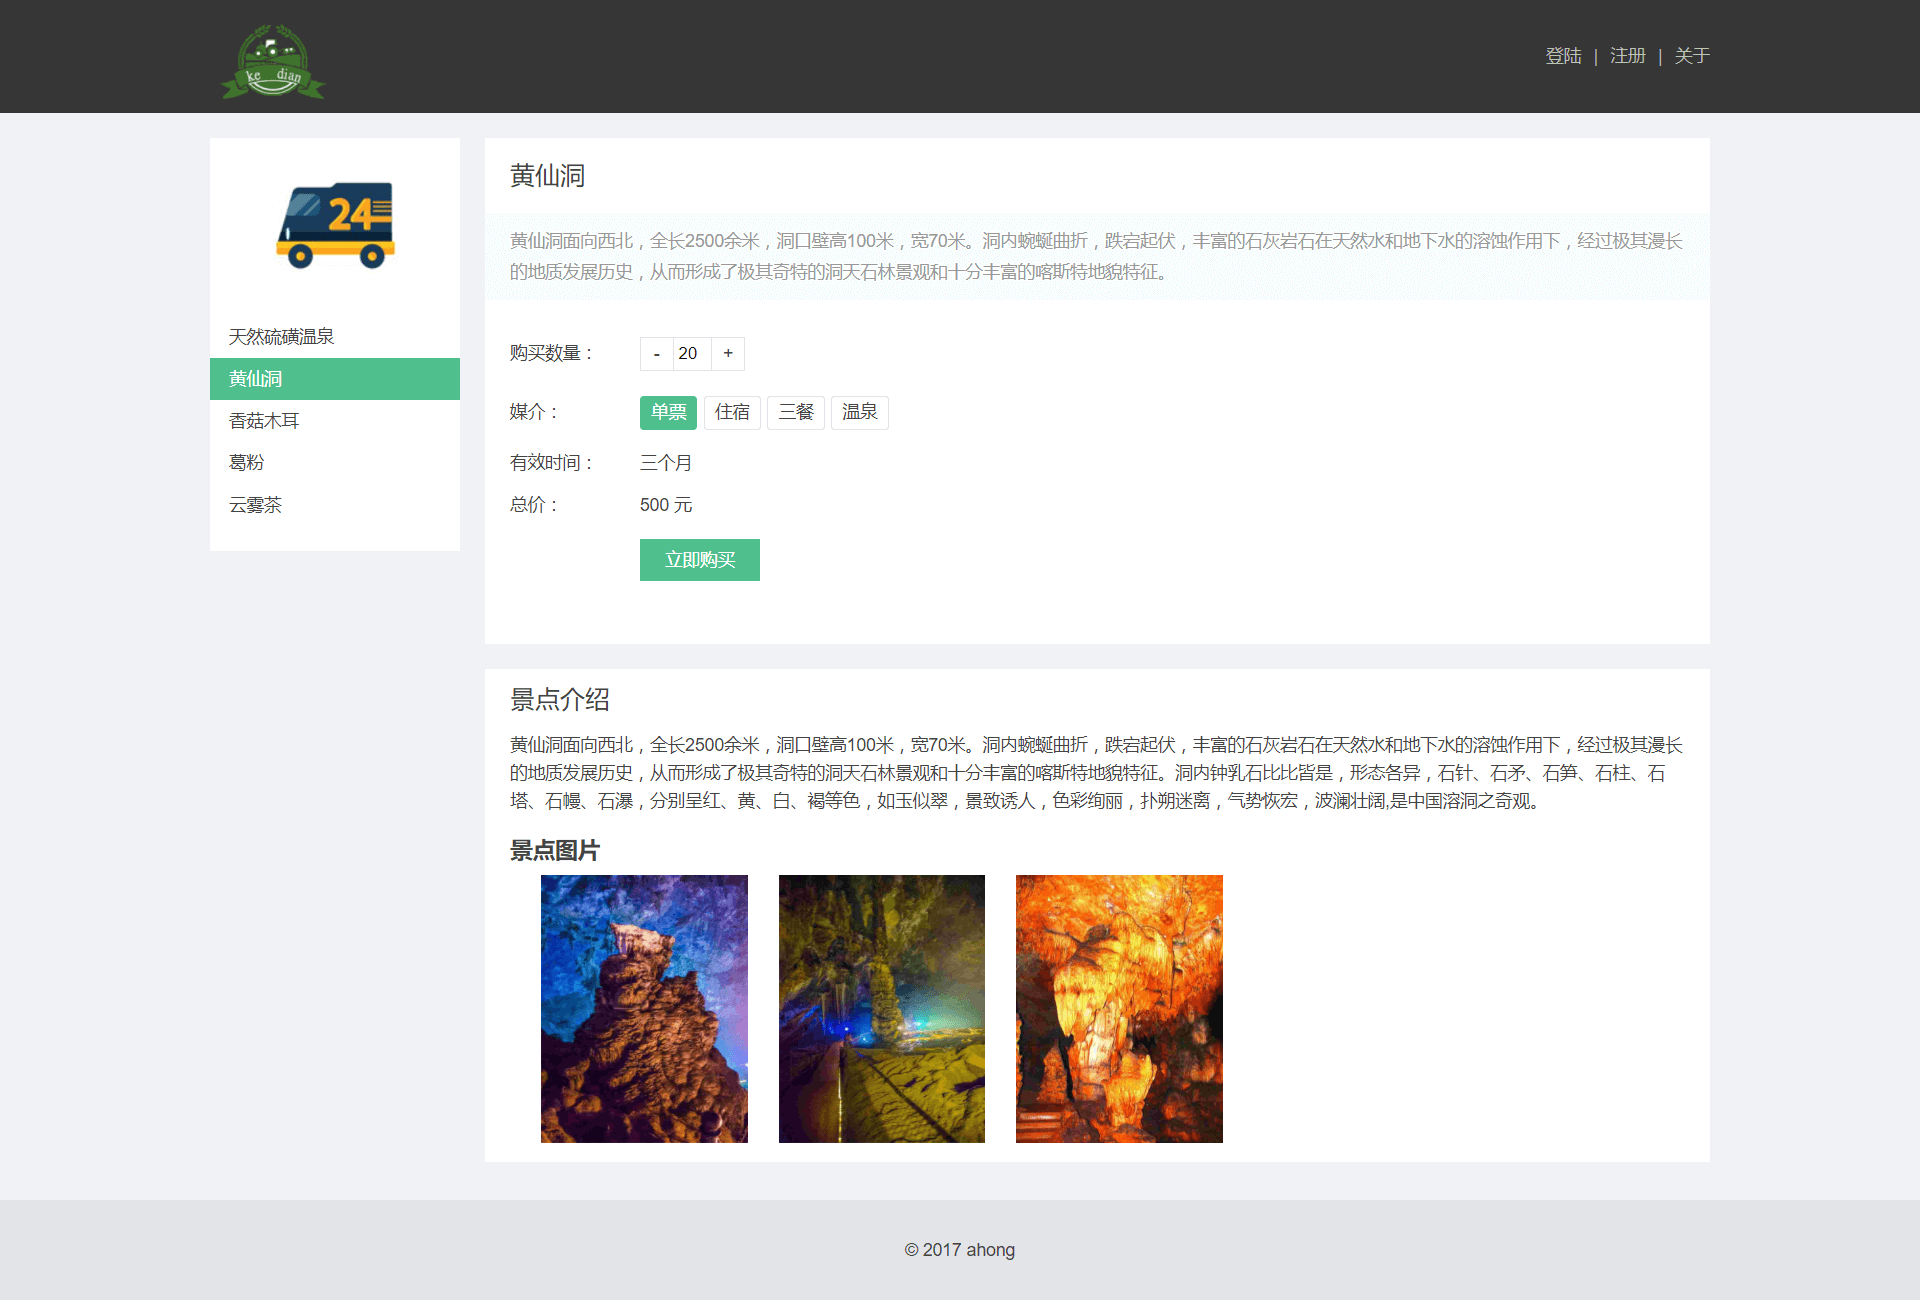 ke dian
登陆 | 注册 | 关于
24
天然硫磺温泉
黄仙洞
香菇木耳
葛粉
云雾茶
黄仙洞
黄仙洞面向西北，全长2500余米，洞口壁高100米，宽70米。洞内蜿蜒曲折，跌宕起伏，丰富的石灰岩石在天然水和地下水的溶蚀作用下，经过极其漫长
的地质发展历史，从而形成了极其奇特的洞天石林景观和十分丰富的喀斯特地貌特征。
购买数量： - 20 +
媒介： 单票 住宿 三餐 温泉
有效时间： 三个月
总价： 500 元
立即购买
景点介绍
黄仙洞面向西北，全长2500余米，洞口壁高100米，宽70米。洞内蜿蜒曲折，跌宕起伏，丰富的石灰岩石在天然水和地下水的溶蚀作用下，经过极其漫长
的地质发展历史，从而形成了极其奇特的洞天石林景观和十分丰富的喀斯特地貌特征。洞内钟乳石比比皆是，形态各异，石针、石矛、石笋、石柱、石
塔、石幔、石瀑，分别呈红、黄、白、褐等色，如玉似翠，景致诱人，色彩绚丽，扑朔迷离，气势恢宏，波澜壮阔,是中国溶洞之奇观。
景点图片
© 2017 ahong